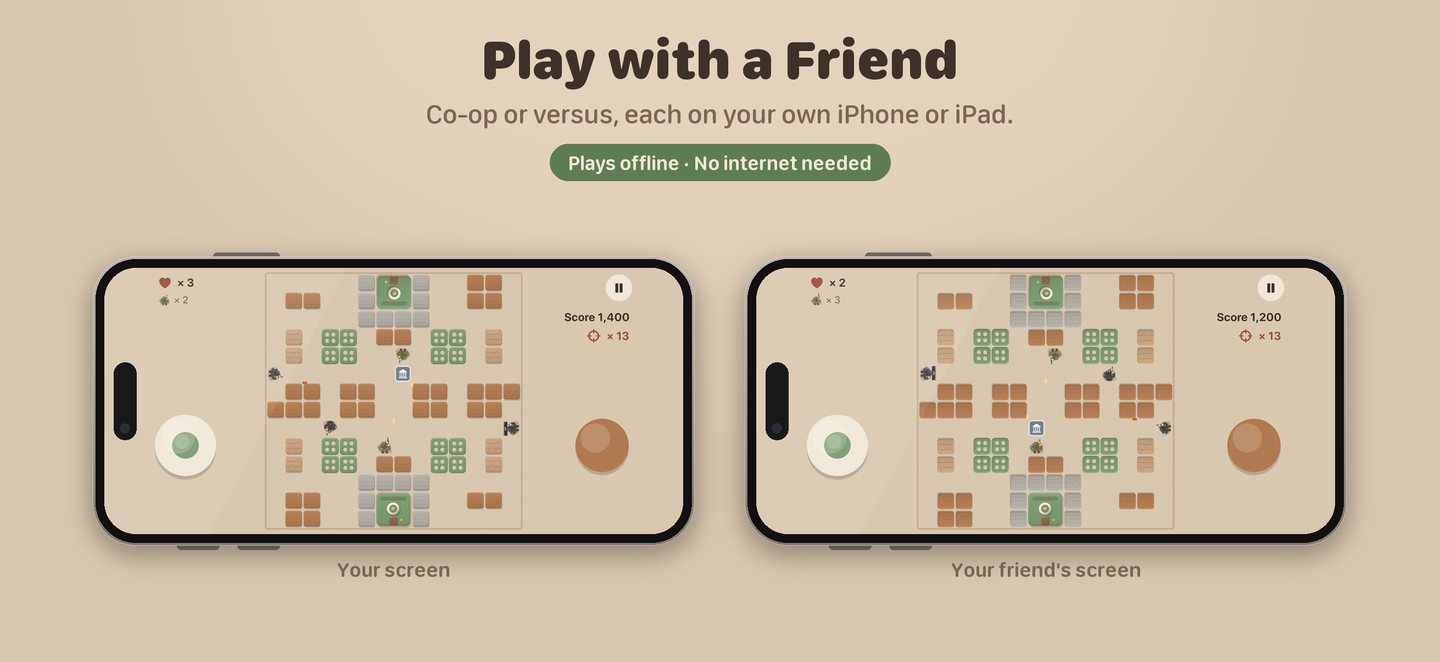 Play with a Friend
Co-op or versus, each on your own iPhone or iPad.
Plays offline · No internet needed
× 3
× 2
Score 1,400
× 13
× 2
× 3
Score 1,200
× 13
Your screen
Your friend's screen